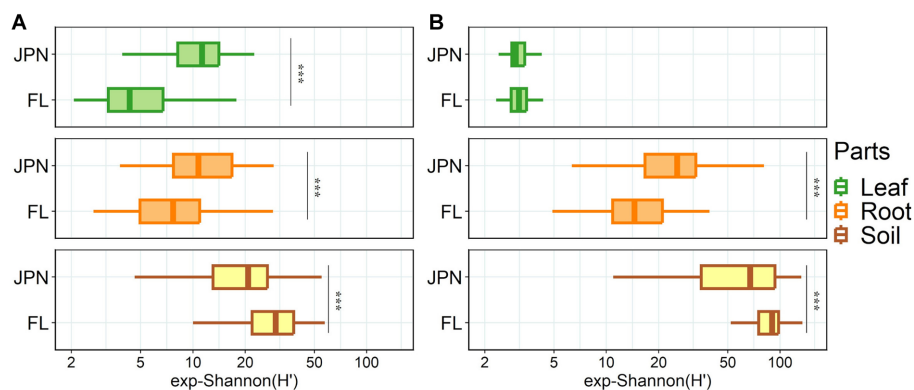 A
JPN
FL
***
JPN
FL
***
JPN
FL
***
2 5 10 20 50 100
exp-Shannon(H')
B
JPN
FL
JPN
FL
***
JPN
FL
***
2 5 10 20 50 100
exp-Shannon(H')
Parts
Leaf
Root
Soil